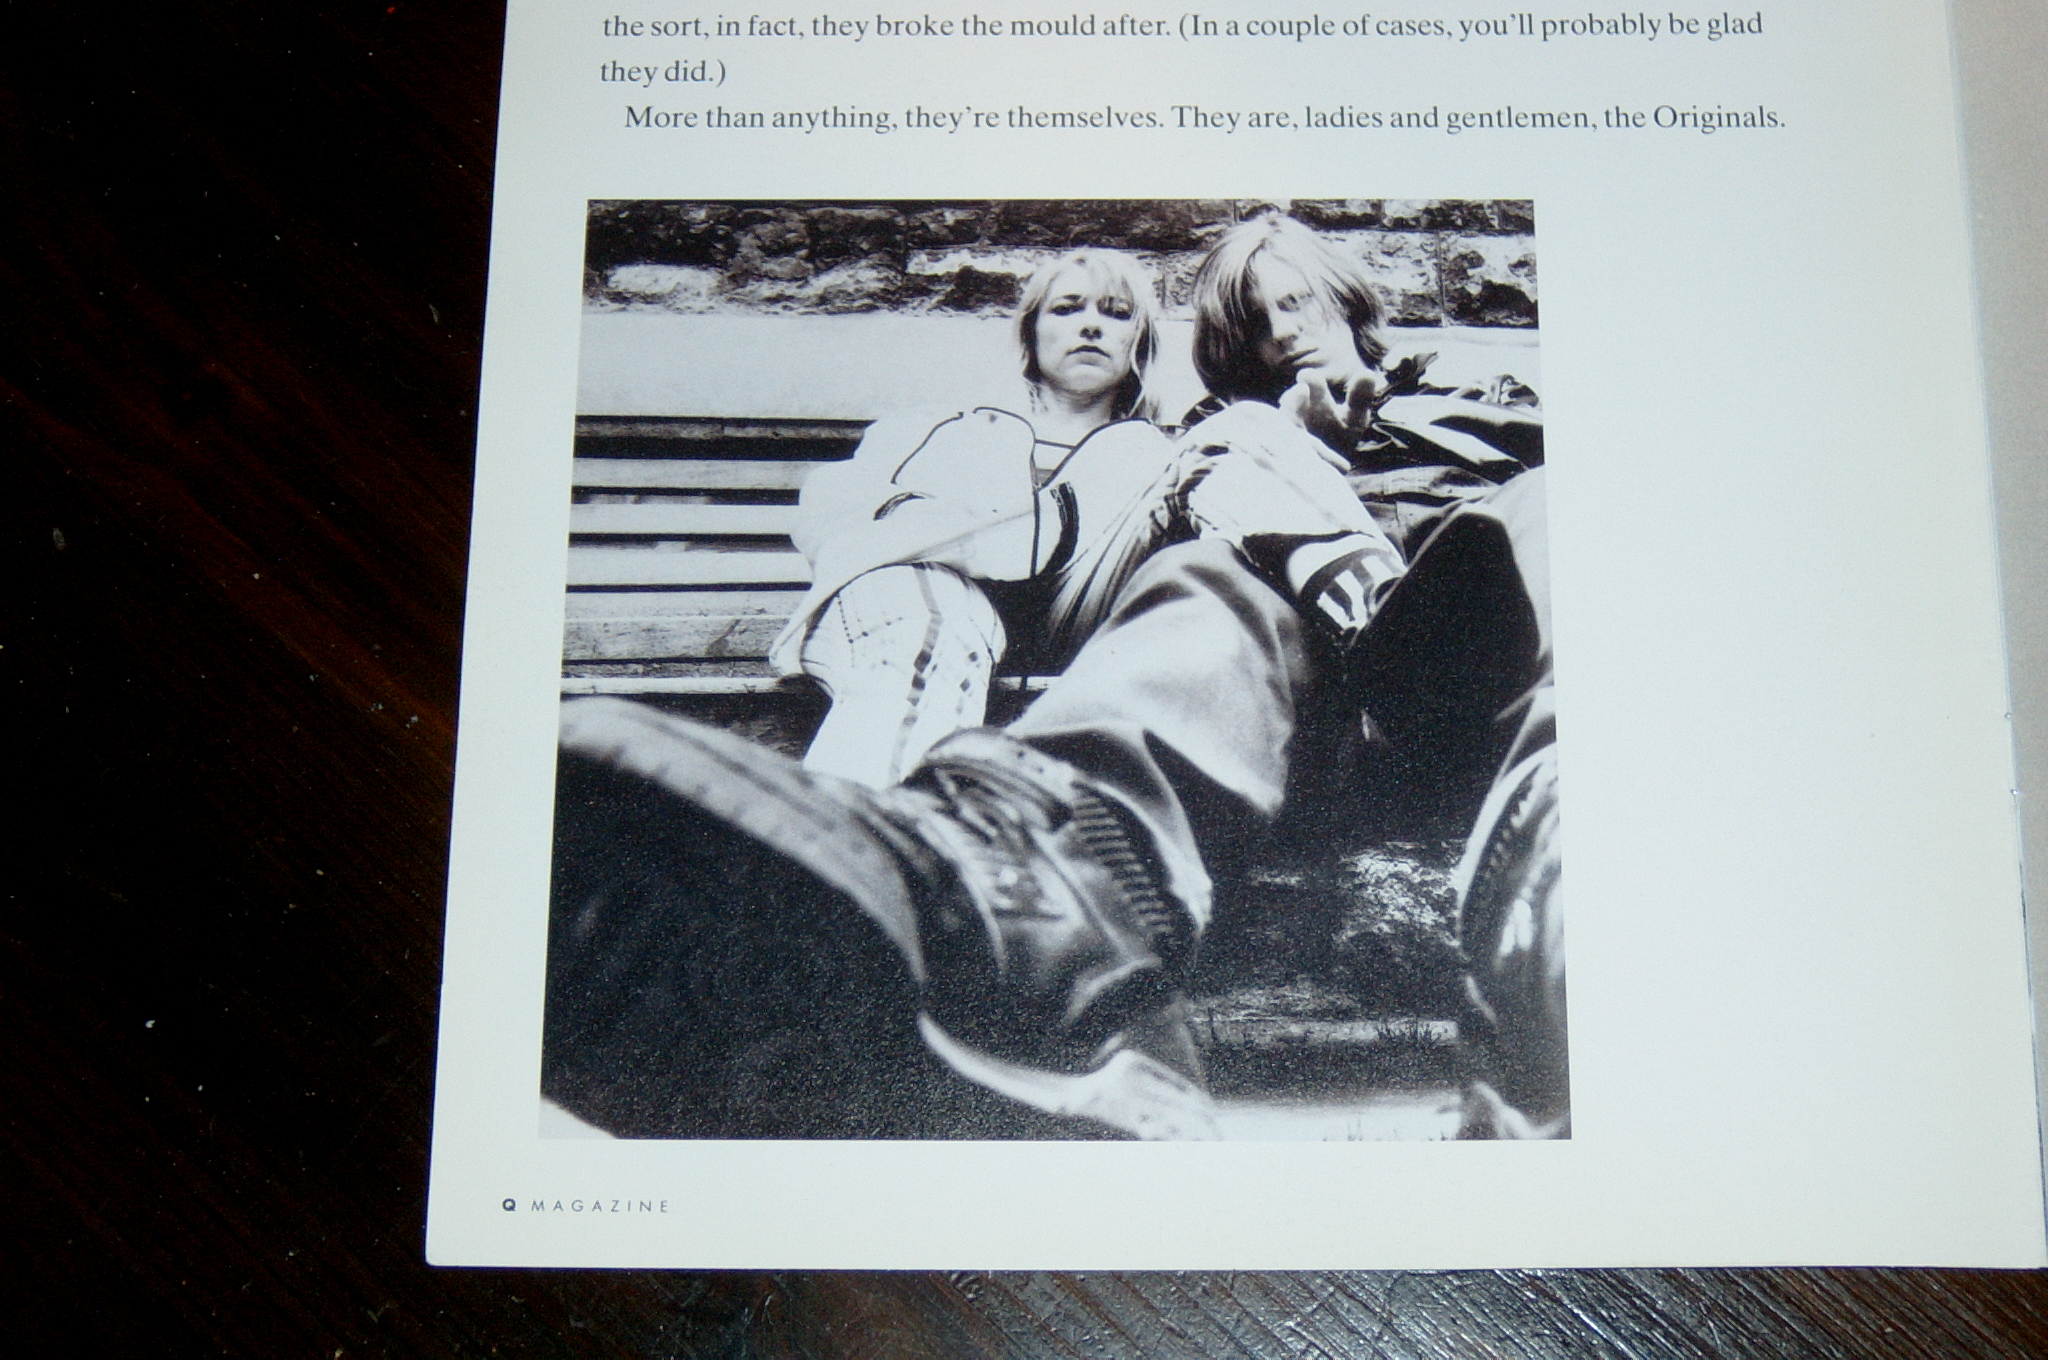 the sort, in fact, they broke the mould after. (In a couple of cases, you'll probably be glad
they did.)
More than anything, they're themselves. They are, ladies and gentlemen, the Originals.
Q MAGAZINE